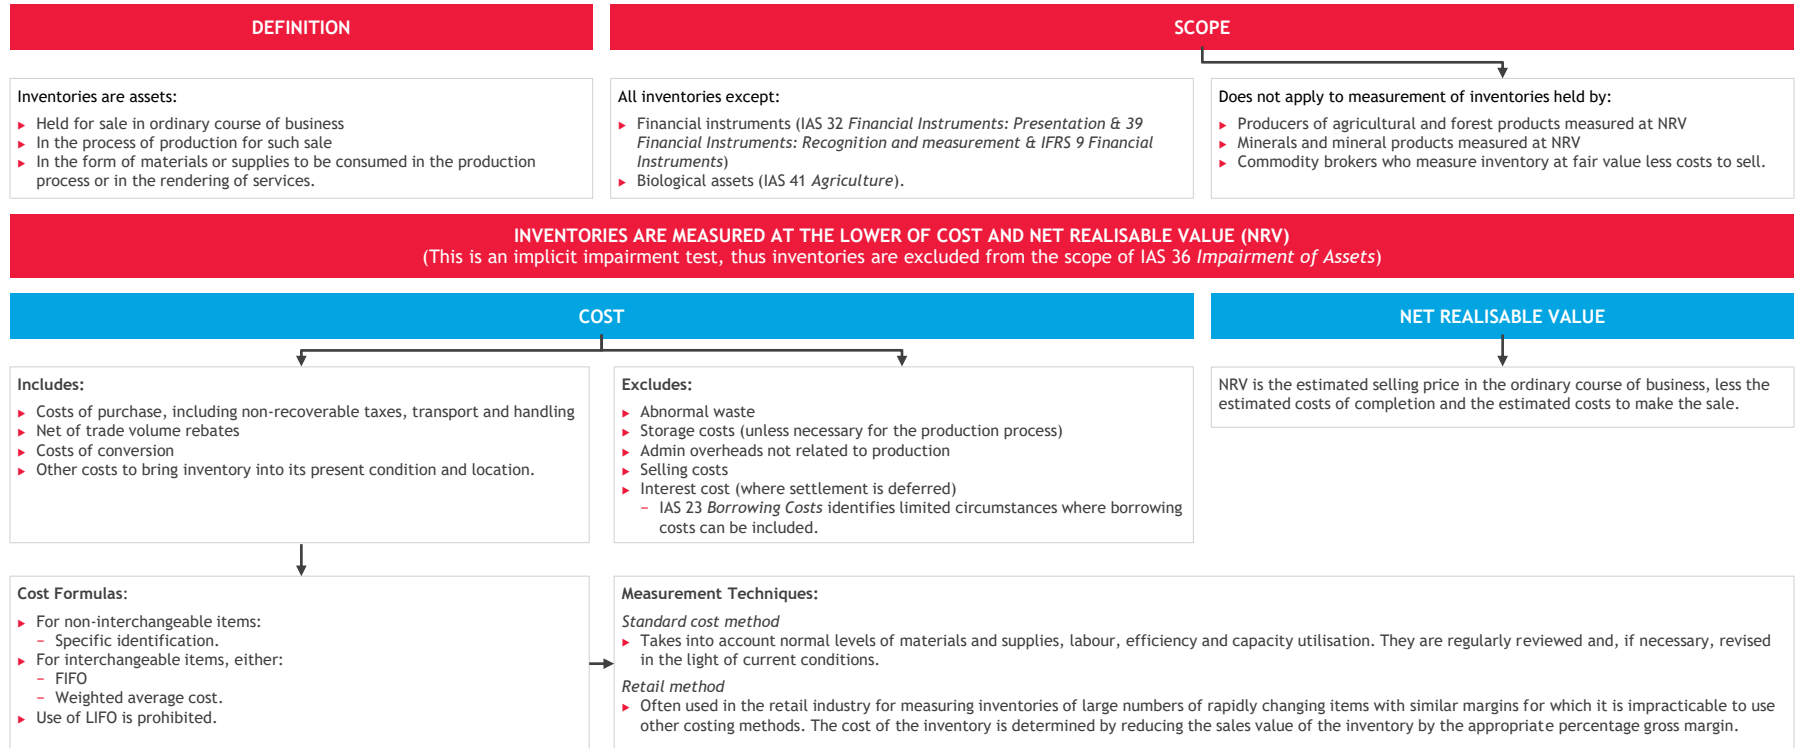 DEFINITION
SCOPE
Inventories are assets:
► Held for sale in ordinary course of business
► In the process of production for such sale
► In the form of materials or supplies to be consumed in the production
process or in the rendering of services.
All inventories except:
► Financial instruments (IAS 32 Financial Instruments: Presentation & 39
Financial Instruments: Recognition and measurement & IFRS 9 Financial
Instruments)
► Biological assets (IAS 41 Agriculture).
Does not apply to measurement of inventories held by:
► Producers of agricultural and forest products measured at NRV
► Minerals and mineral products measured at NRV
► Commodity brokers who measure inventory at fair value less costs to sell.
INVENTORIES ARE MEASURED AT THE LOWER OF COST AND NET REALISABLE VALUE (NRV)
(This is an implicit impairment test, thus inventories are excluded from the scope of IAS 36 Impairment of Assets)
COST
NET REALISABLE VALUE
Includes:
► Costs of purchase, including non-recoverable taxes, transport and handling
► Net of trade volume rebates
► Costs of conversion
► Other costs to bring inventory into its present condition and location.
Excludes:
► Abnormal waste
► Storage costs (unless necessary for the production process)
► Admin overheads not related to production
► Selling costs
► Interest cost (where settlement is deferred)
− IAS 23 Borrowing Costs identifies limited circumstances where borrowing
costs can be included.
NRV is the estimated selling price in the ordinary course of business, less the
estimated costs of completion and the estimated costs to make the sale.
Cost Formulas:
► For non-interchangeable items:
− Specific identification.
► For interchangeable items, either:
− FIFO
− Weighted average cost.
► Use of LIFO is prohibited.
Measurement Techniques:
Standard cost method
► Takes into account normal levels of materials and supplies, labour, efficiency and capacity utilisation. They are regularly reviewed and, if necessary, revised
in the light of current conditions.
Retail method
► Often used in the retail industry for measuring inventories of large numbers of rapidly changing items with similar margins for which it is impracticable to use
other costing methods. The cost of the inventory is determined by reducing the sales value of the inventory by the appropriate percentage gross margin.